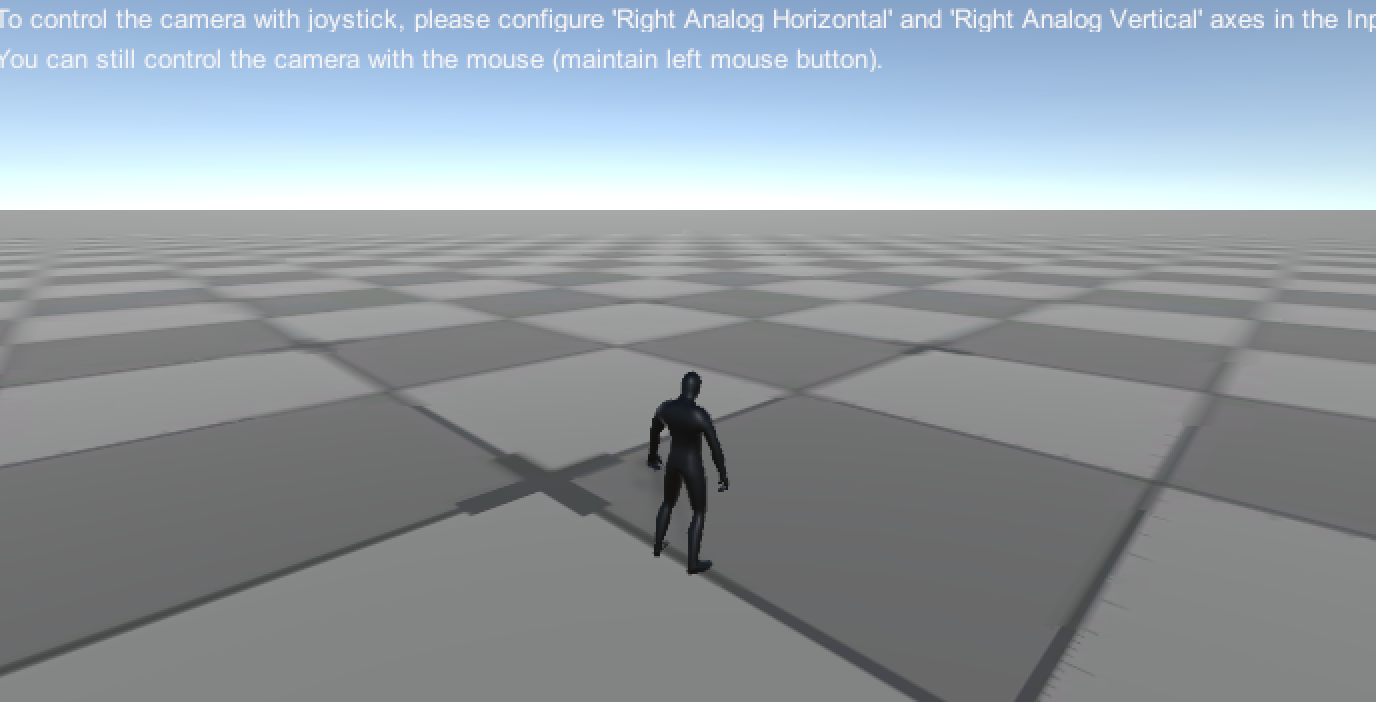 To control the camera with joystick, please configure 'Right Analog Horizontal' and 'Right Analog Vertical' axes in the
You can still control the camera with the mouse (maintain left mouse button).